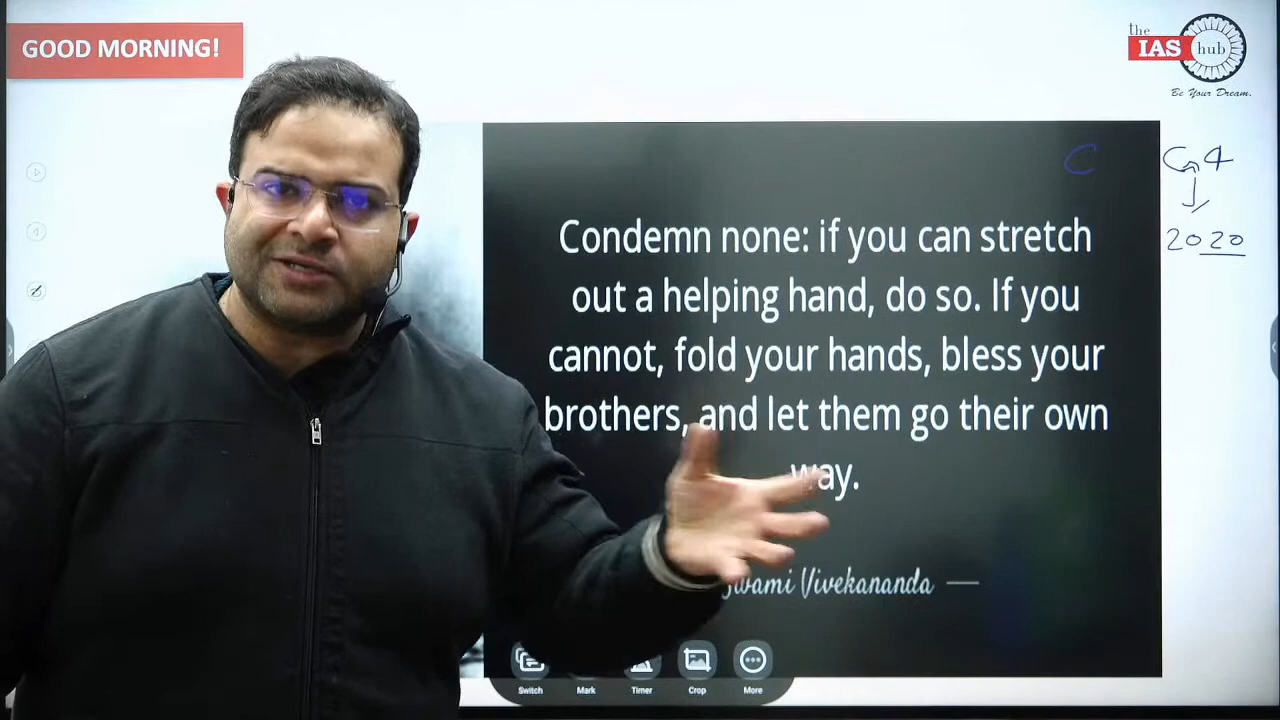 GOOD MORNING!
the
IAS hub
Be Your Dream.
C
GS4
2020
Condemn none: if you can stretch
out a helping hand, do so. If you
cannot, fold your hands, bless your
brothers, and let them go their own
way.
Swami Vivekananda
Switch
Mark
Timer
Crop
More